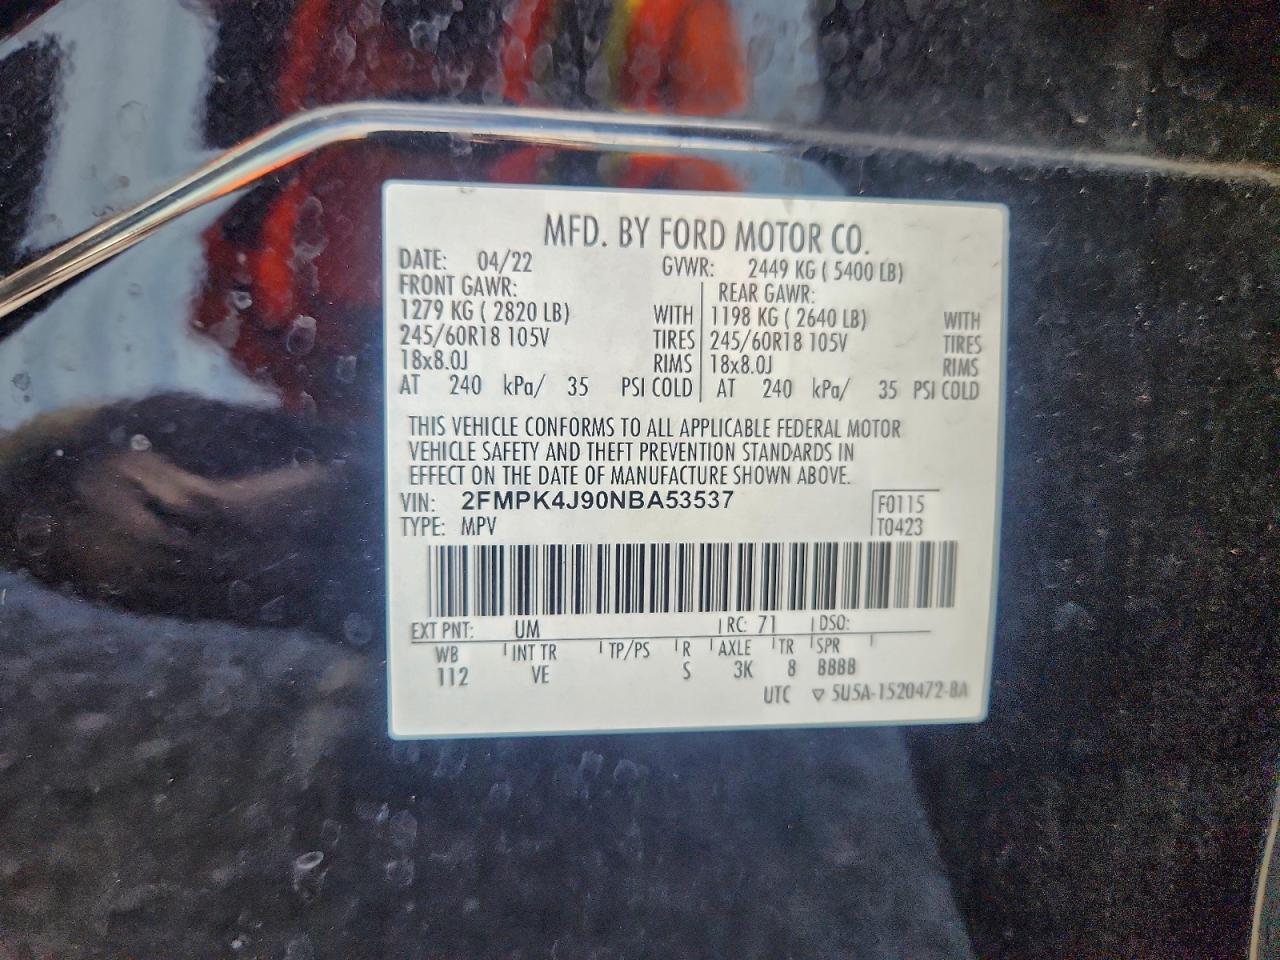 MFD. BY FORD MOTOR CO.
DATE: 04/22 GVWR: 2449 KG ( 5400 LB)
FRONT GAWR: REAR GAWR:
1279 KG ( 2820 LB) WITH 1198 KG ( 2640 LB) WITH
245/60R18 105V TIRES 245/60R18 105V TIRES
18x8.0J RIMS 18x8.0J RIMS
AT 240 kPa/ 35 PSI COLD AT 240 kPa/ 35 PSI COLD
THIS VEHICLE CONFORMS TO ALL APPLICABLE FEDERAL MOTOR
VEHICLE SAFETY AND THEFT PREVENTION STANDARDS IN
EFFECT ON THE DATE OF MANUFACTURE SHOWN ABOVE.
VIN: 2FMPK4J90NBA53537 F0115
TYPE: MPV T0423
EXT PNT: UM RC: 71 DSO:
WB INT TR TP/PS R AXLE TR SPR
112 VE S 3K 8 BBBB
UTC ▽ 5U5A-1520472-BA